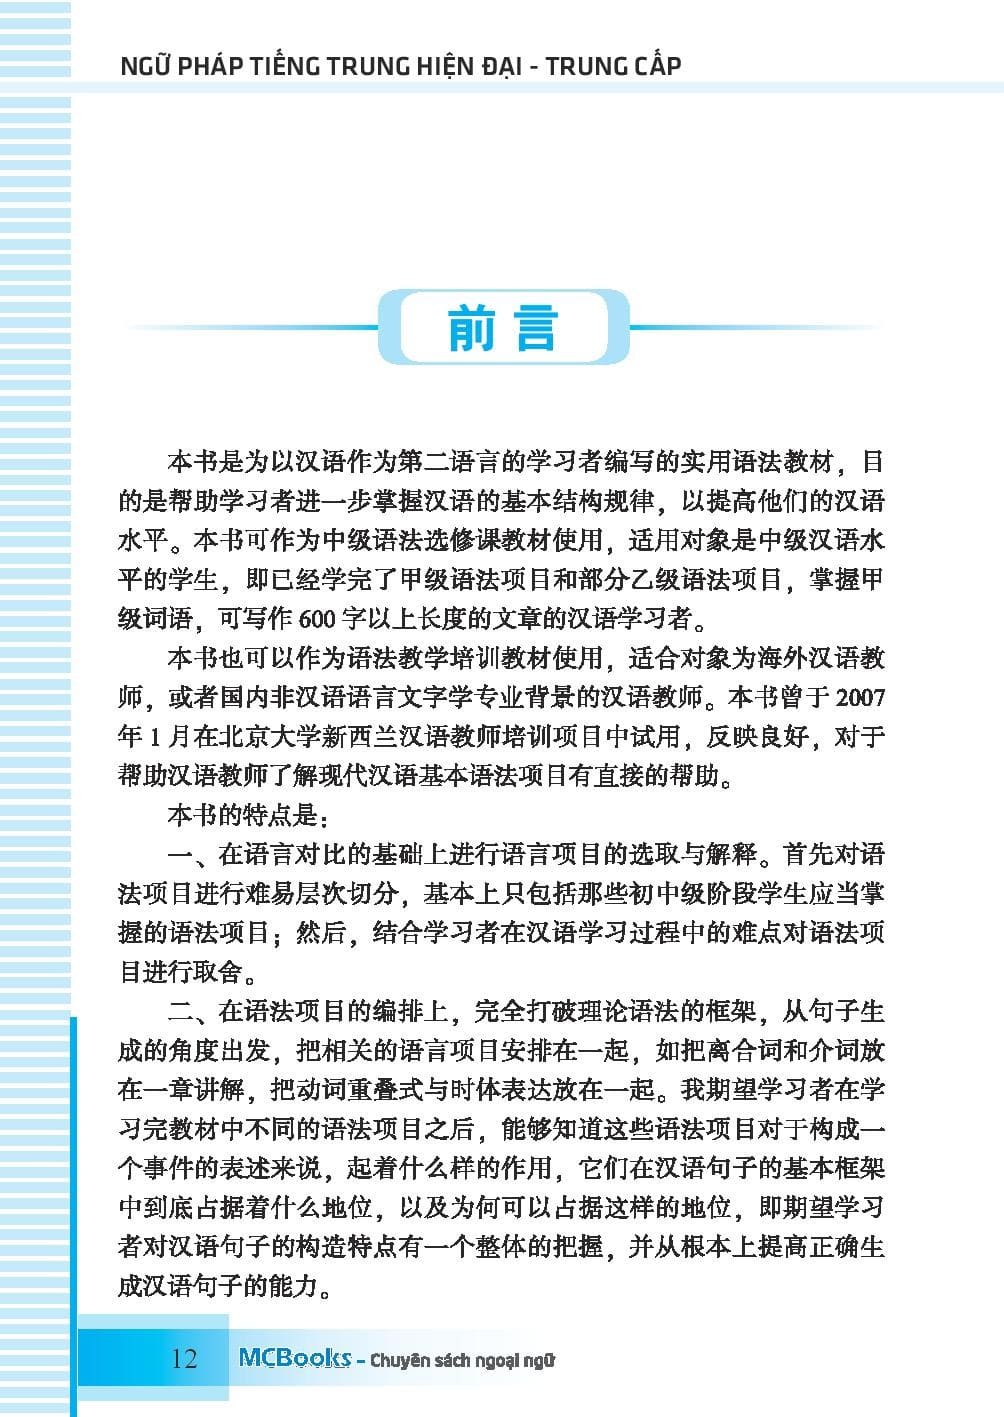 NGỮ PHÁP TIẾNG TRUNG HIỆN ĐẠI - TRUNG CẤP
前言
本书是为以汉语作为第二语言的学习者编写的实用语法教材，目
的是帮助学习者进一步掌握汉语的基本结构规律，以提高他们的汉语
水平。本书可作为中级语法选修课教材使用，适用对象是中级汉语水
平的学生，即已经学完了甲级语法项目和部分乙级语法项目，掌握甲
级词语，可写作 600 字以上长度的文章的汉语学习者。
本书也可以作为语法教学培训教材使用，适合对象为海外汉语教
师，或者国内非汉语语言文字学专业背景的汉语教师。本书曾于 2007
年 1 月在北京大学新西兰汉语教师培训项目中试用，反映良好，对于
帮助汉语教师了解现代汉语基本语法项目有直接的帮助。
本书的特点是：
一、在语言对比的基础上进行语言项目的选取与解释。首先对语
法项目进行难易层次切分，基本上只包括那些初中级阶段学生应当掌
握的语法项目；然后，结合学习者在汉语学习过程中的难点对语法项
目进行取舍。
二、在语法项目的编排上，完全打破理论语法的框架，从句子生
成的角度出发，把相关的语言项目安排在一起，如把离合词和介词放
在一章讲解，把动词重叠式与时体表达放在一起。我期望学习者在学
习完教材中不同的语法项目之后，能够知道这些语法项目对于构成一
个事件的表述来说，起着什么样的作用，它们在汉语句子的基本框架
中到底占据着什么地位，以及为何可以占据这样的地位，即期望学习
者对汉语句子的构造特点有一个整体的把握，并从根本上提高正确生
成汉语句子的能力。
12 MCBooks - Chuyên sách ngoại ngữ